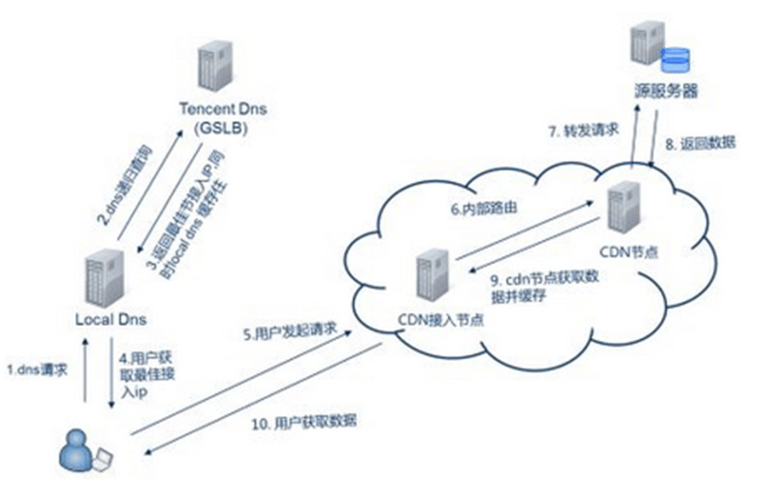 Tencent Dns
(GSLB)
源服务器
7. 转发请求
8. 返回数据
2.dns递归查询
3.返回最佳节接入IP,同
时local dns 缓存住
6.内部路由
CDN节点
9. cdn节点获取数
据并缓存
CDN接入节点
Local Dns
5.用户发起请求
1.dns请求
4.用户获
取最佳接
入ip
10. 用户获取数据